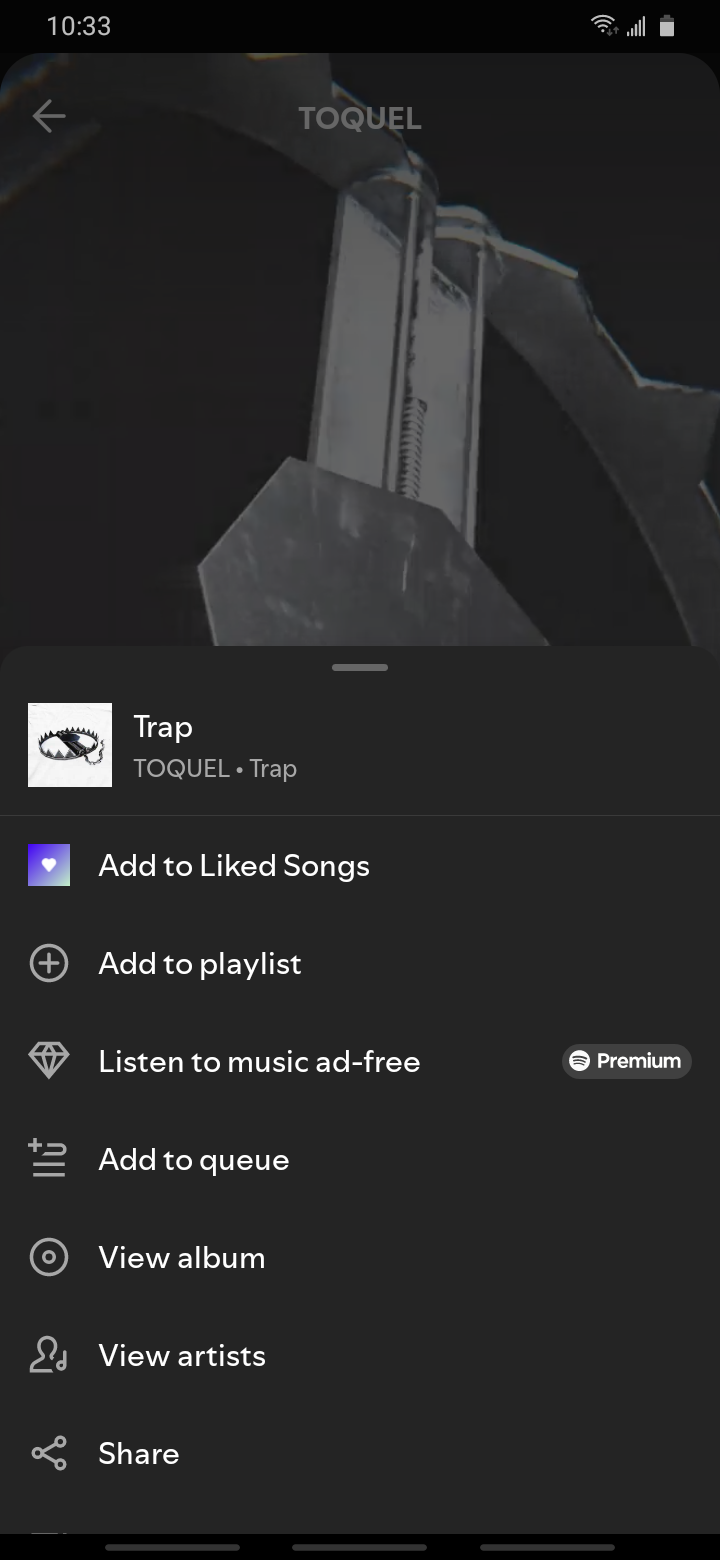 10:33
TOQUEL
Trap
TOQUEL • Trap
Add to Liked Songs
Add to playlist
Listen to music ad-free
Premium
Add to queue
View album
View artists
Share